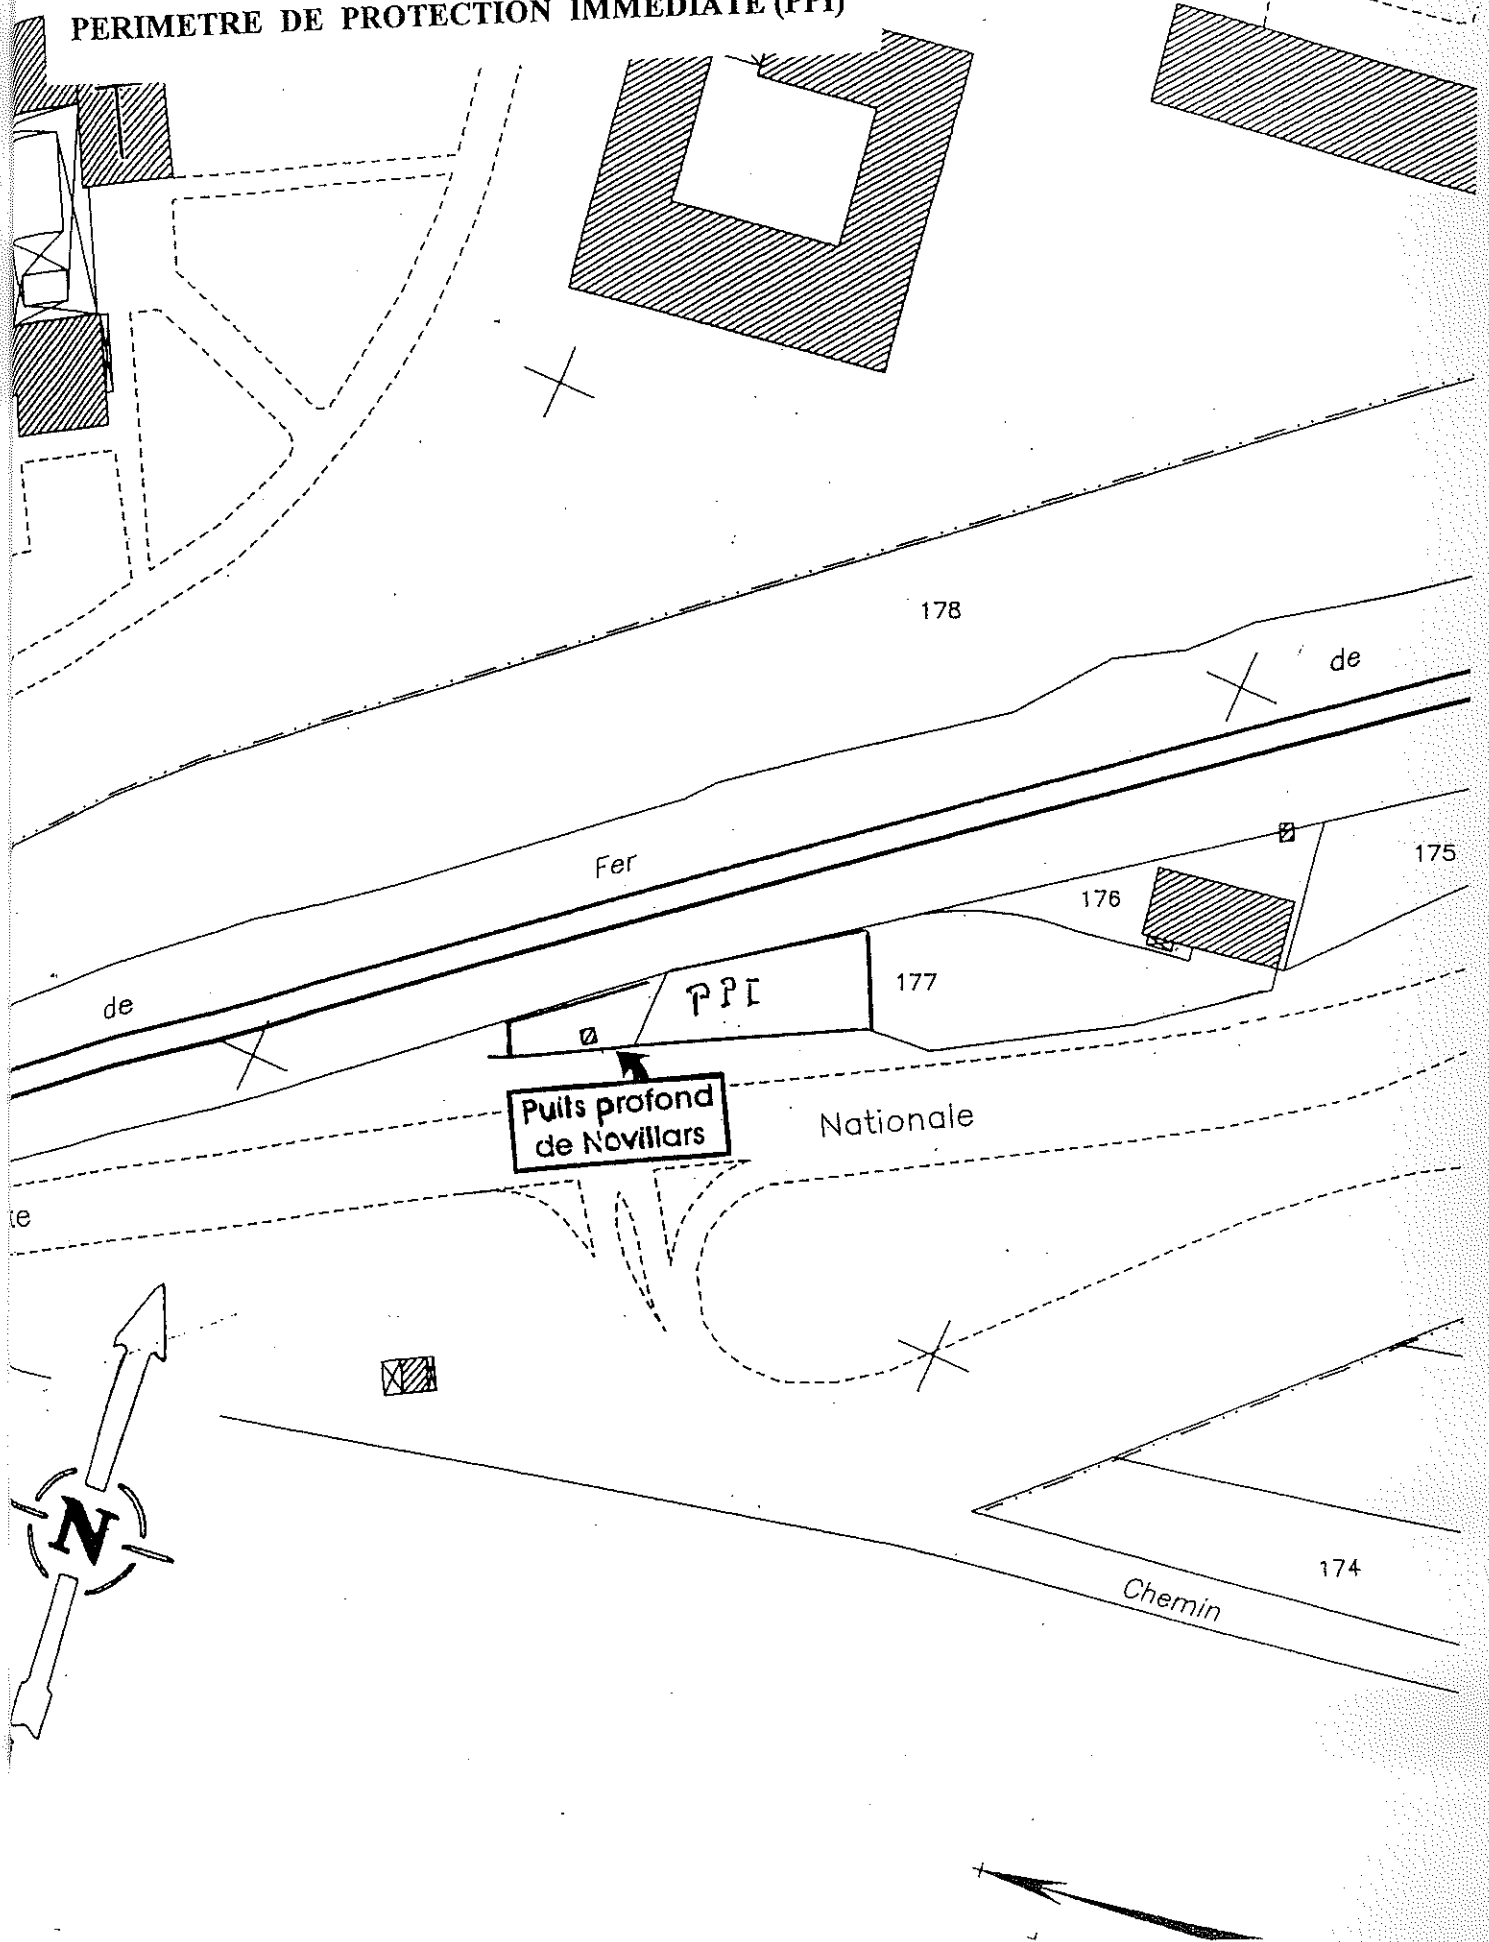 PERIMETRE DE PROTECTION IMMEDIATE (PPI)
178
de
Fer
175
176
de
PPI
177
Puits profond
de Novillars
Nationale
te
N
174
Chemin